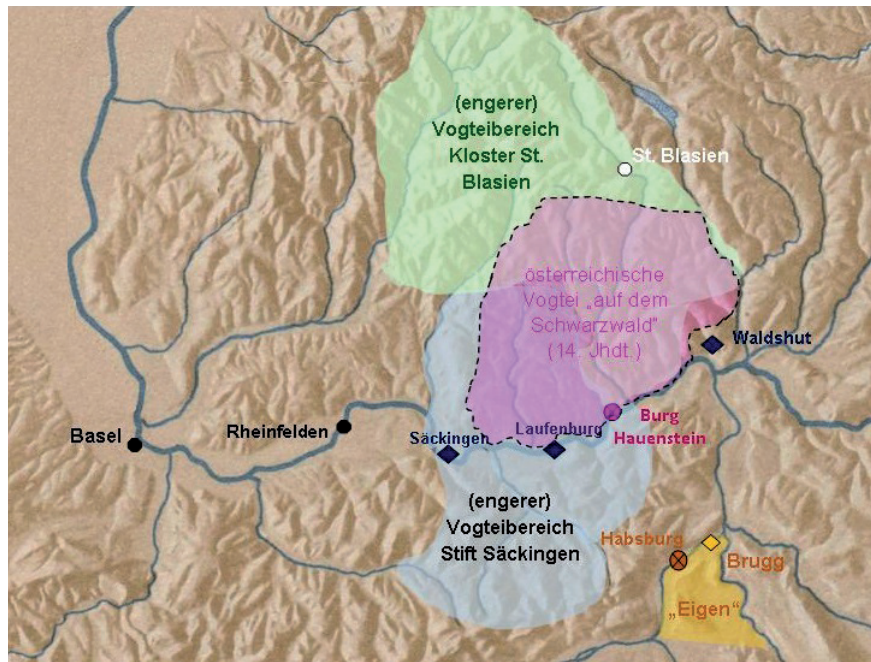 (engerer)
Vogteibereich
Kloster St.
Blasien
St. Blasien
österreichische
Vogtei „auf dem
Schwarzwald"
(14. Jhdt.)
Waldshut
Basel
Rheinfelden
Säckingen
Laufenburg
Burg
Hauenstein
(engerer)
Vogteibereich
Stift Säckingen
Habsburg
Brugg
„Eigen"